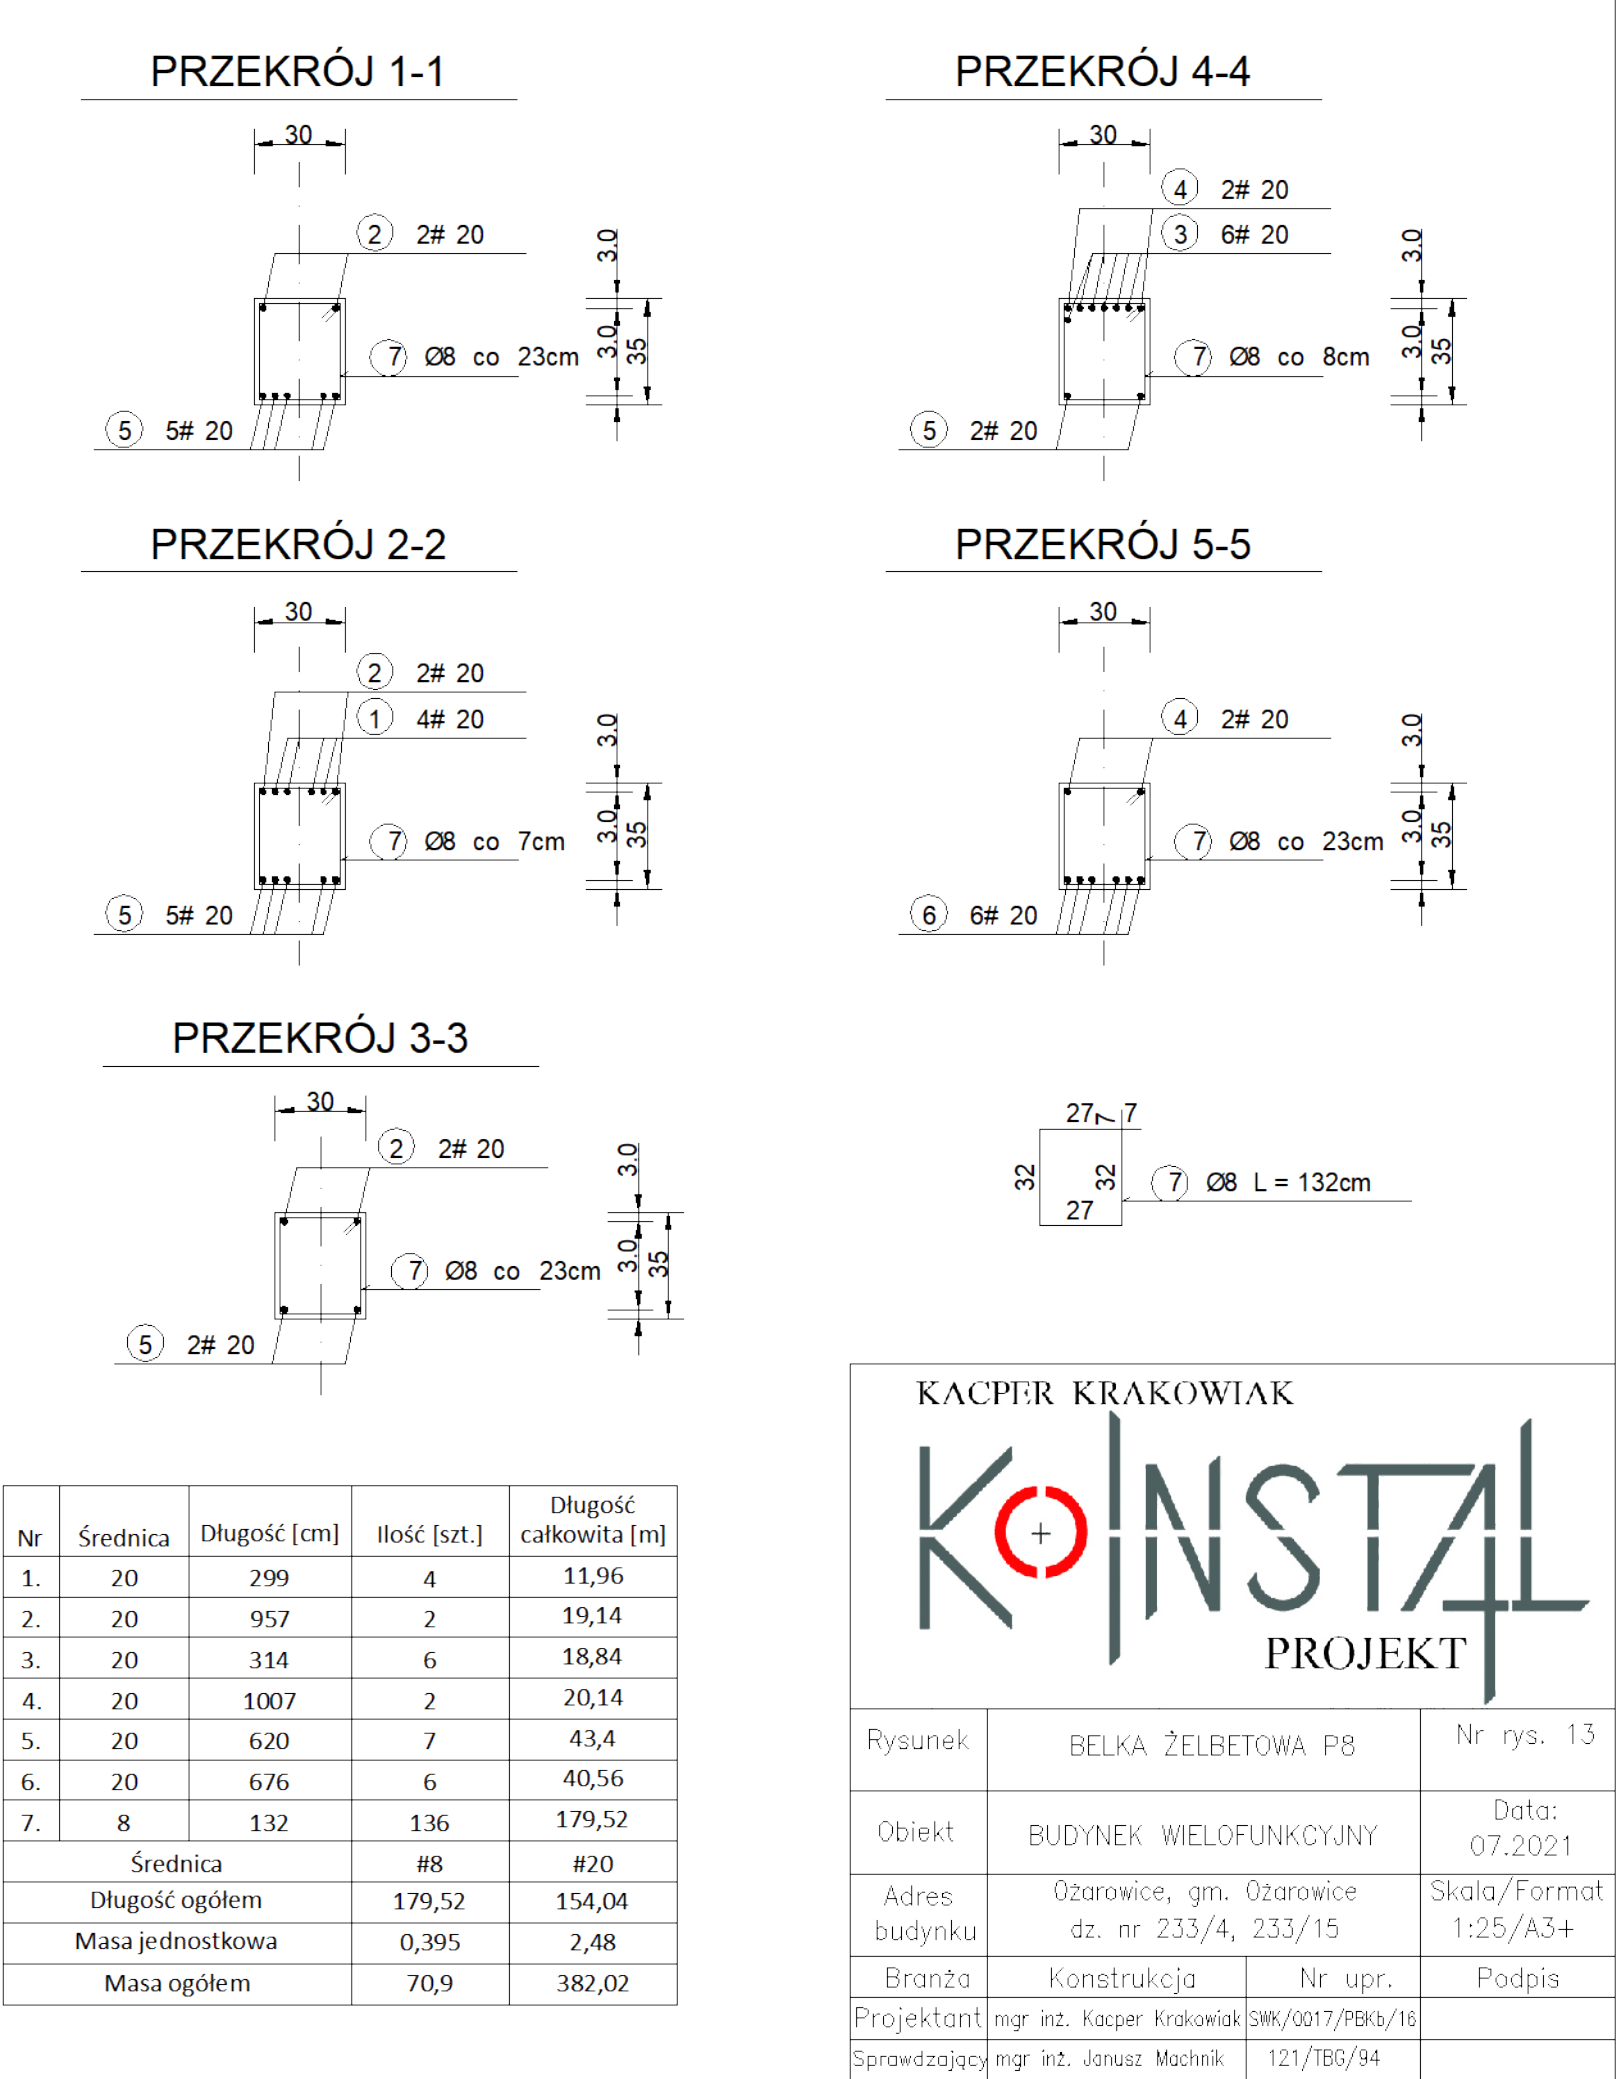 PRZEKRÓJ 1-1
30
2 2# 20
3.0
7 Ø8 co 23cm
3.0
35
5 5# 20
PRZEKRÓJ 4-4
30
4 2# 20
3 6# 20
3.0
7 Ø8 co 8cm
3.0
35
5 2# 20
PRZEKRÓJ 2-2
30
2 2# 20
1 4# 20
3.0
7 Ø8 co 7cm
3.0
35
5 5# 20
PRZEKRÓJ 5-5
30
4 2# 20
3.0
7 Ø8 co 23cm
3.0
35
6 6# 20
PRZEKRÓJ 3-3
30
2 2# 20
3.0
7 Ø8 co 23cm
3.0
35
5 2# 20
27 7 7
32 32
7 Ø8 L = 132cm
27
Nr Średnica Długość [cm] Ilość [szt.] Długość całkowita [m]
1. 20 299 4 11,96
2. 20 957 2 19,14
3. 20 314 6 18,84
4. 20 1007 2 20,14
5. 20 620 7 43,4
6. 20 676 6 40,56
7. 8 132 136 179,52
Średnica #8 #20
Długość ogółem 179,52 154,04
Masa jednostkowa 0,395 2,48
Masa ogółem 70,9 382,02
KACPER KRAKOWIAK
KOINSTAL
PROJEKT
Rysunek BELKA ŻELBETOWA P8 Nr rys. 13
Obiekt BUDYNEK WIELOFUNKCYJNY Data: 07.2021
Adres budynku Ożarowice, gm. Ożarowice Skala/Format
dz. nr 233/4, 233/15 1:25/A3+
Branża Konstrukcja Nr upr. Podpis
Projektant mgr inż. Kacper Krakowiak SWK/0017/PBKb/16
Sprawdzający mgr inż. Janusz Machnik 121/TBG/94